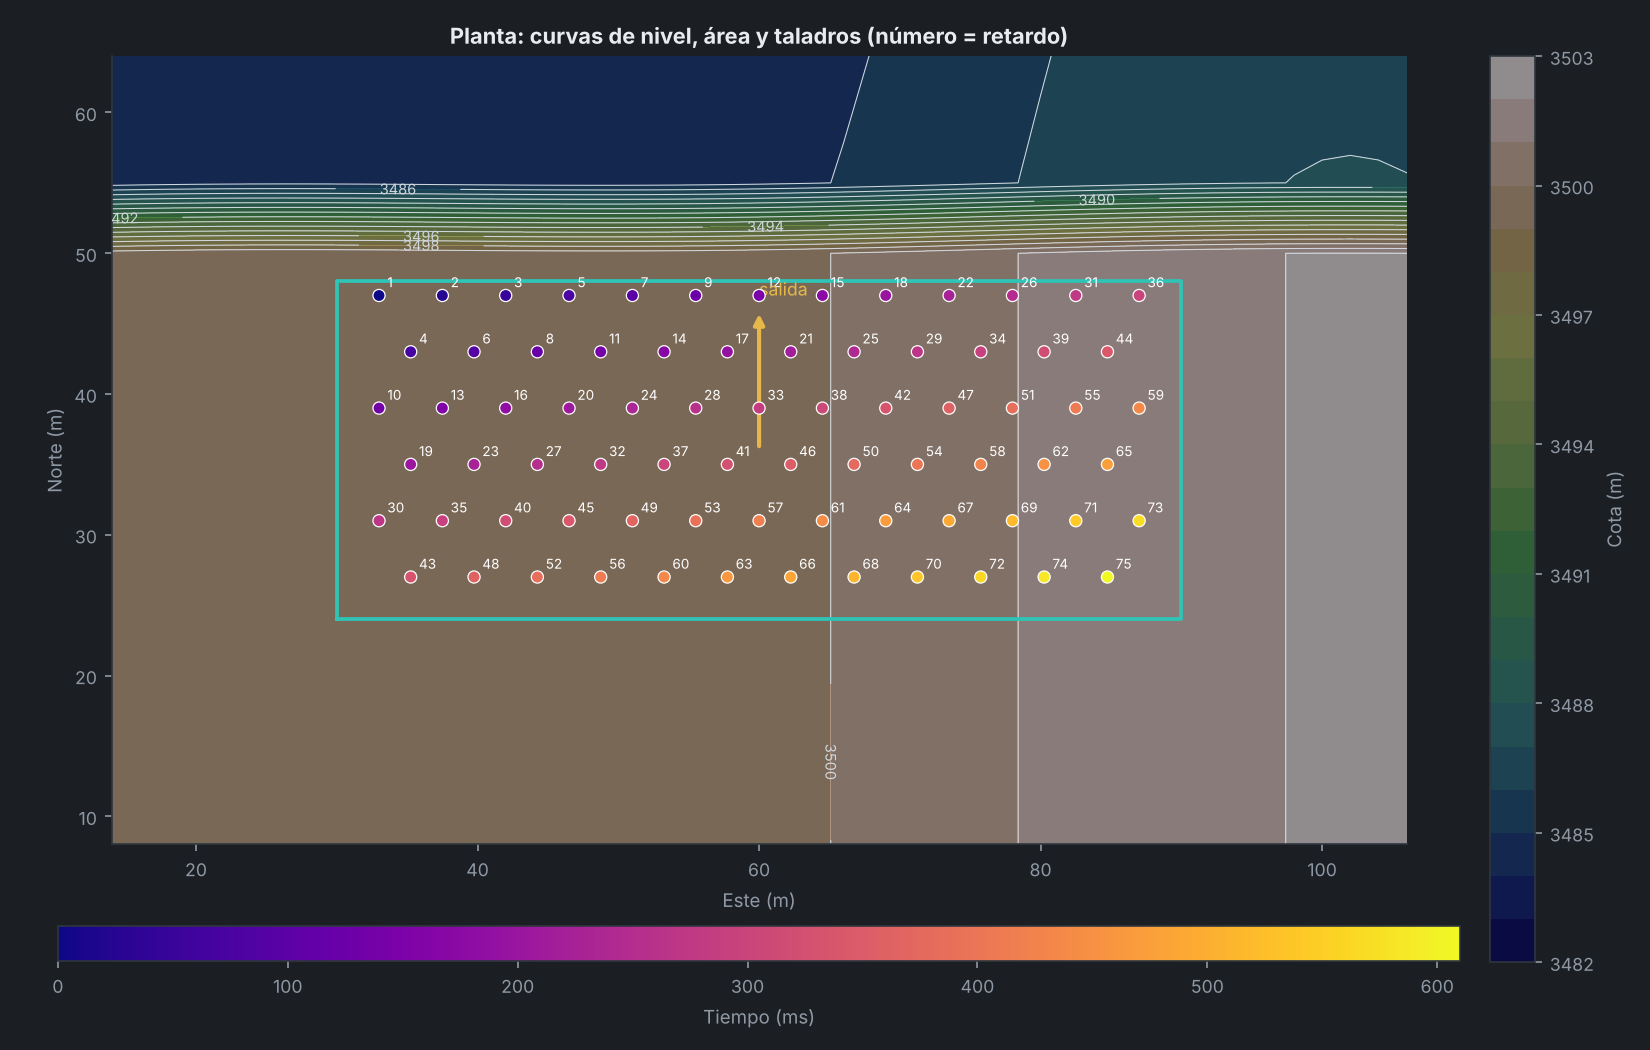 Planta: curvas de nivel, área y taladros (número = retardo)
3503
60
3486
3490
492
3494
3496
3498
3500
50
salida
1 2 3 5 7 9 12 15 18 22 26 31 36
4 6 8 11 14 17 21 25 29 34 39 44
3497
40
10 13 16 20 24 28 33 38 42 47 51 55 59
Norte (m)
19 23 27 32 37 41 46 50 54 58 62 65
3494
Cota (m)
30
30 35 40 45 49 53 57 61 64 67 69 71 73
43 48 52 56 60 63 66 68 70 72 74 75
3491
20
3488
3500
10
3485
20 40 60 80 100
Este (m)
3482
0 100 200 300 400 500 600
Tiempo (ms)